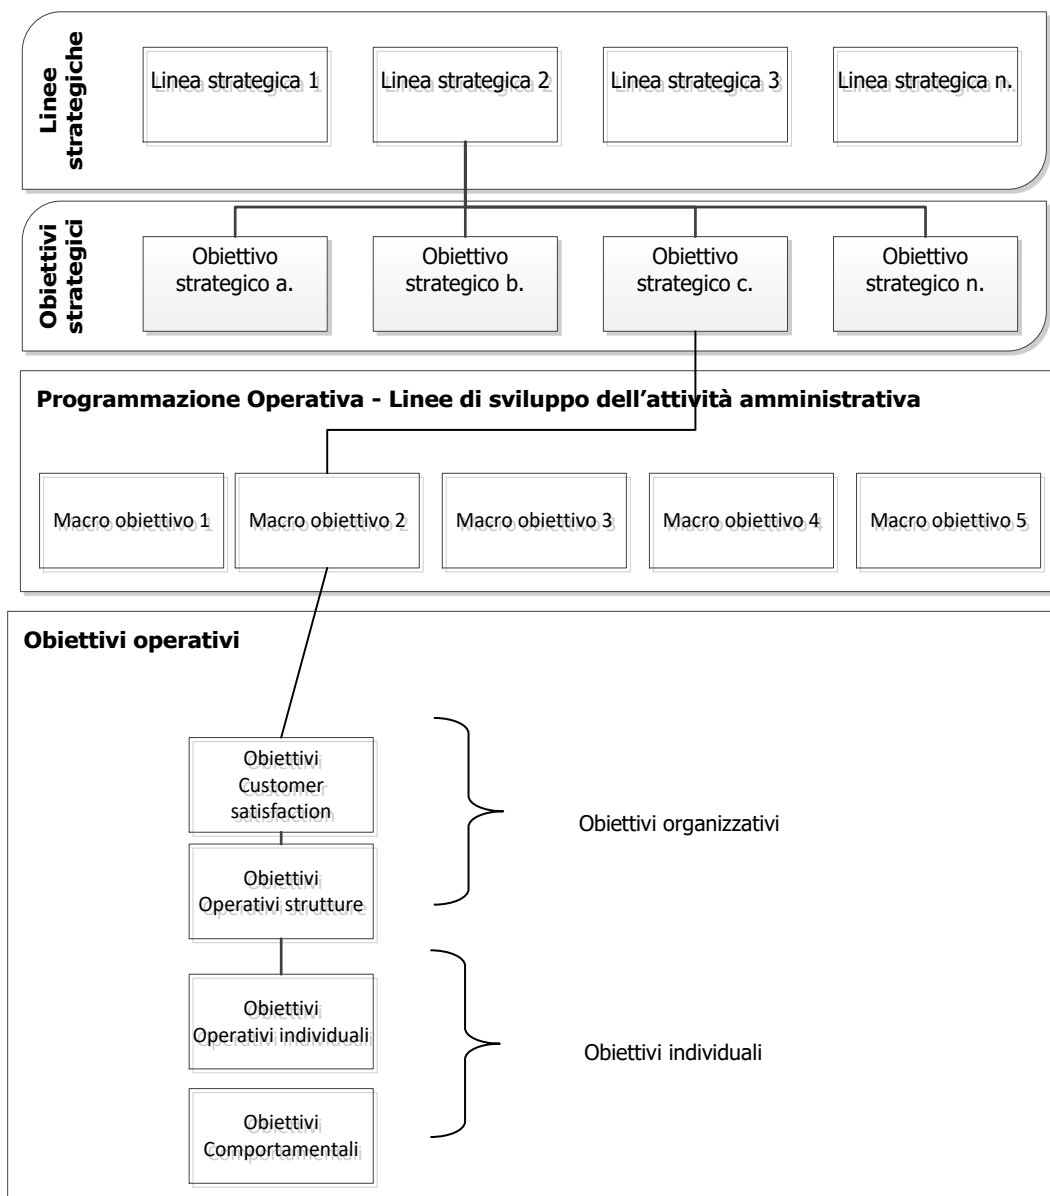 Linee
strategiche
Linea strategica 1
Linea strategica 2
Linea strategica 3
Linea strategica n.
Obiettivi
strategici
Obiettivo
strategico a.
Obiettivo
strategico b.
Obiettivo
strategico c.
Obiettivo
strategico n.
Programmazione Operativa - Linee di sviluppo dell’attività amministrativa
Macro obiettivo 1
Macro obiettivo 2
Macro obiettivo 3
Macro obiettivo 4
Macro obiettivo 5
Obiettivi operativi
Obiettivi
Customer
satisfaction
Obiettivi
Operativi strutture
Obiettivi organizzativi
Obiettivi
Operativi individuali
Obiettivi
Comportamentali
Obiettivi individuali